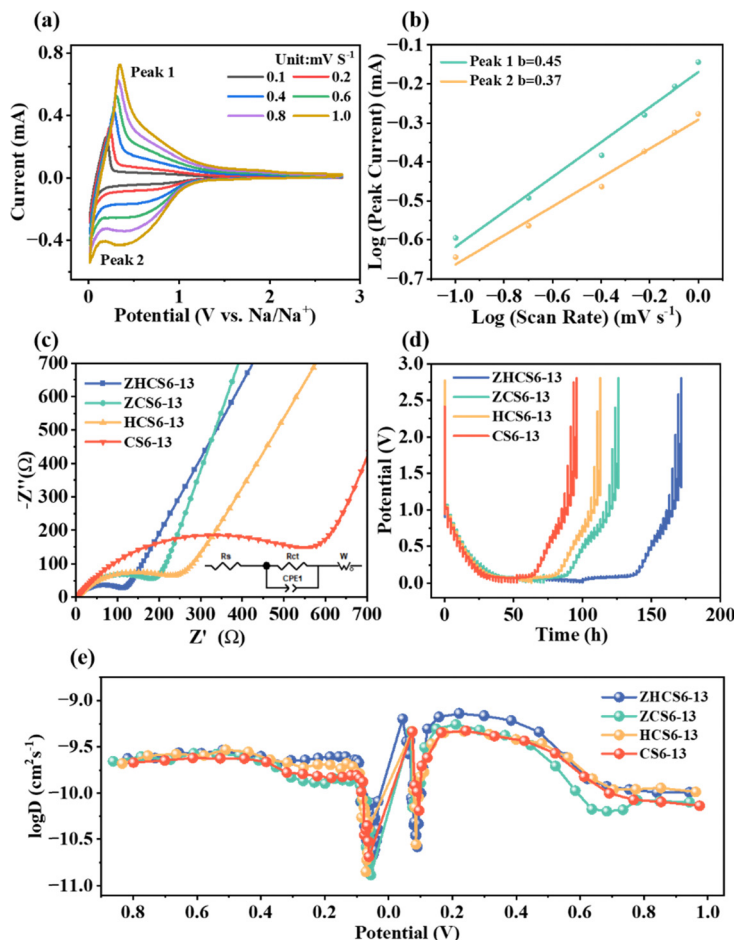 (a)
Unit:mV S-1
0.1 0.2
0.4 0.6
0.8 1.0
Peak 1
Peak 2
Current (mA)
0.8
0.4
0.0
-0.4
0 1 2 3
Potential (V vs. Na/Na+)
(b)
Peak 1 b=0.45
Peak 2 b=0.37
Log (Peak Current) (mA)
-0.1
-0.2
-0.3
-0.4
-0.5
-0.6
-0.7
-1.0 -0.8 -0.6 -0.4 -0.2 0.0
Log (Scan Rate) (mV s-1)
(c)
ZHCS6-13
ZCS6-13
HCS6-13
CS6-13
-Z''(Ω)
-700
600
500
400
300
200
100
0
0 100 200 300 400 500 600 700
Z' (Ω)
Rs Rct W
CPE1
(d)
ZHCS6-13
ZCS6-13
HCS6-13
CS6-13
Potential (V)
3.0
2.5
2.0
1.5
1.0
0.5
0.0
0 50 100 150 200
Time (h)
(e)
ZHCS6-13
ZCS6-13
HCS6-13
CS6-13
logD (cm2s-1)
-9.0
-9.5
-10.0
-10.5
-11.0
0.8 0.6 0.4 0.2 0.0 0.2 0.4 0.6 0.8 1.0
Potential (V)